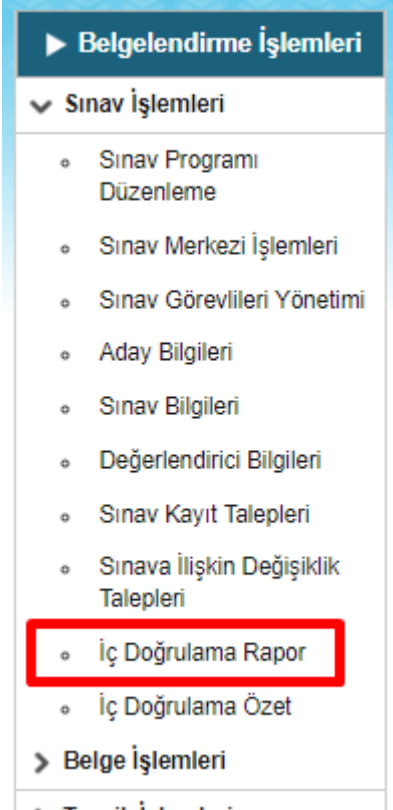 Belgelendirme İşlemleri
Sınav İşlemleri
Sınav Programı
Düzenleme
Sınav Merkezi İşlemleri
Sınav Görevlileri Yönetimi
Aday Bilgileri
Sınav Bilgileri
Değerlendirici Bilgileri
Sınav Kayıt Talepleri
Sınava İlişkin Değişiklik
Talepleri
İç Doğrulama Rapor
İç Doğrulama Özet
Belge İşlemleri